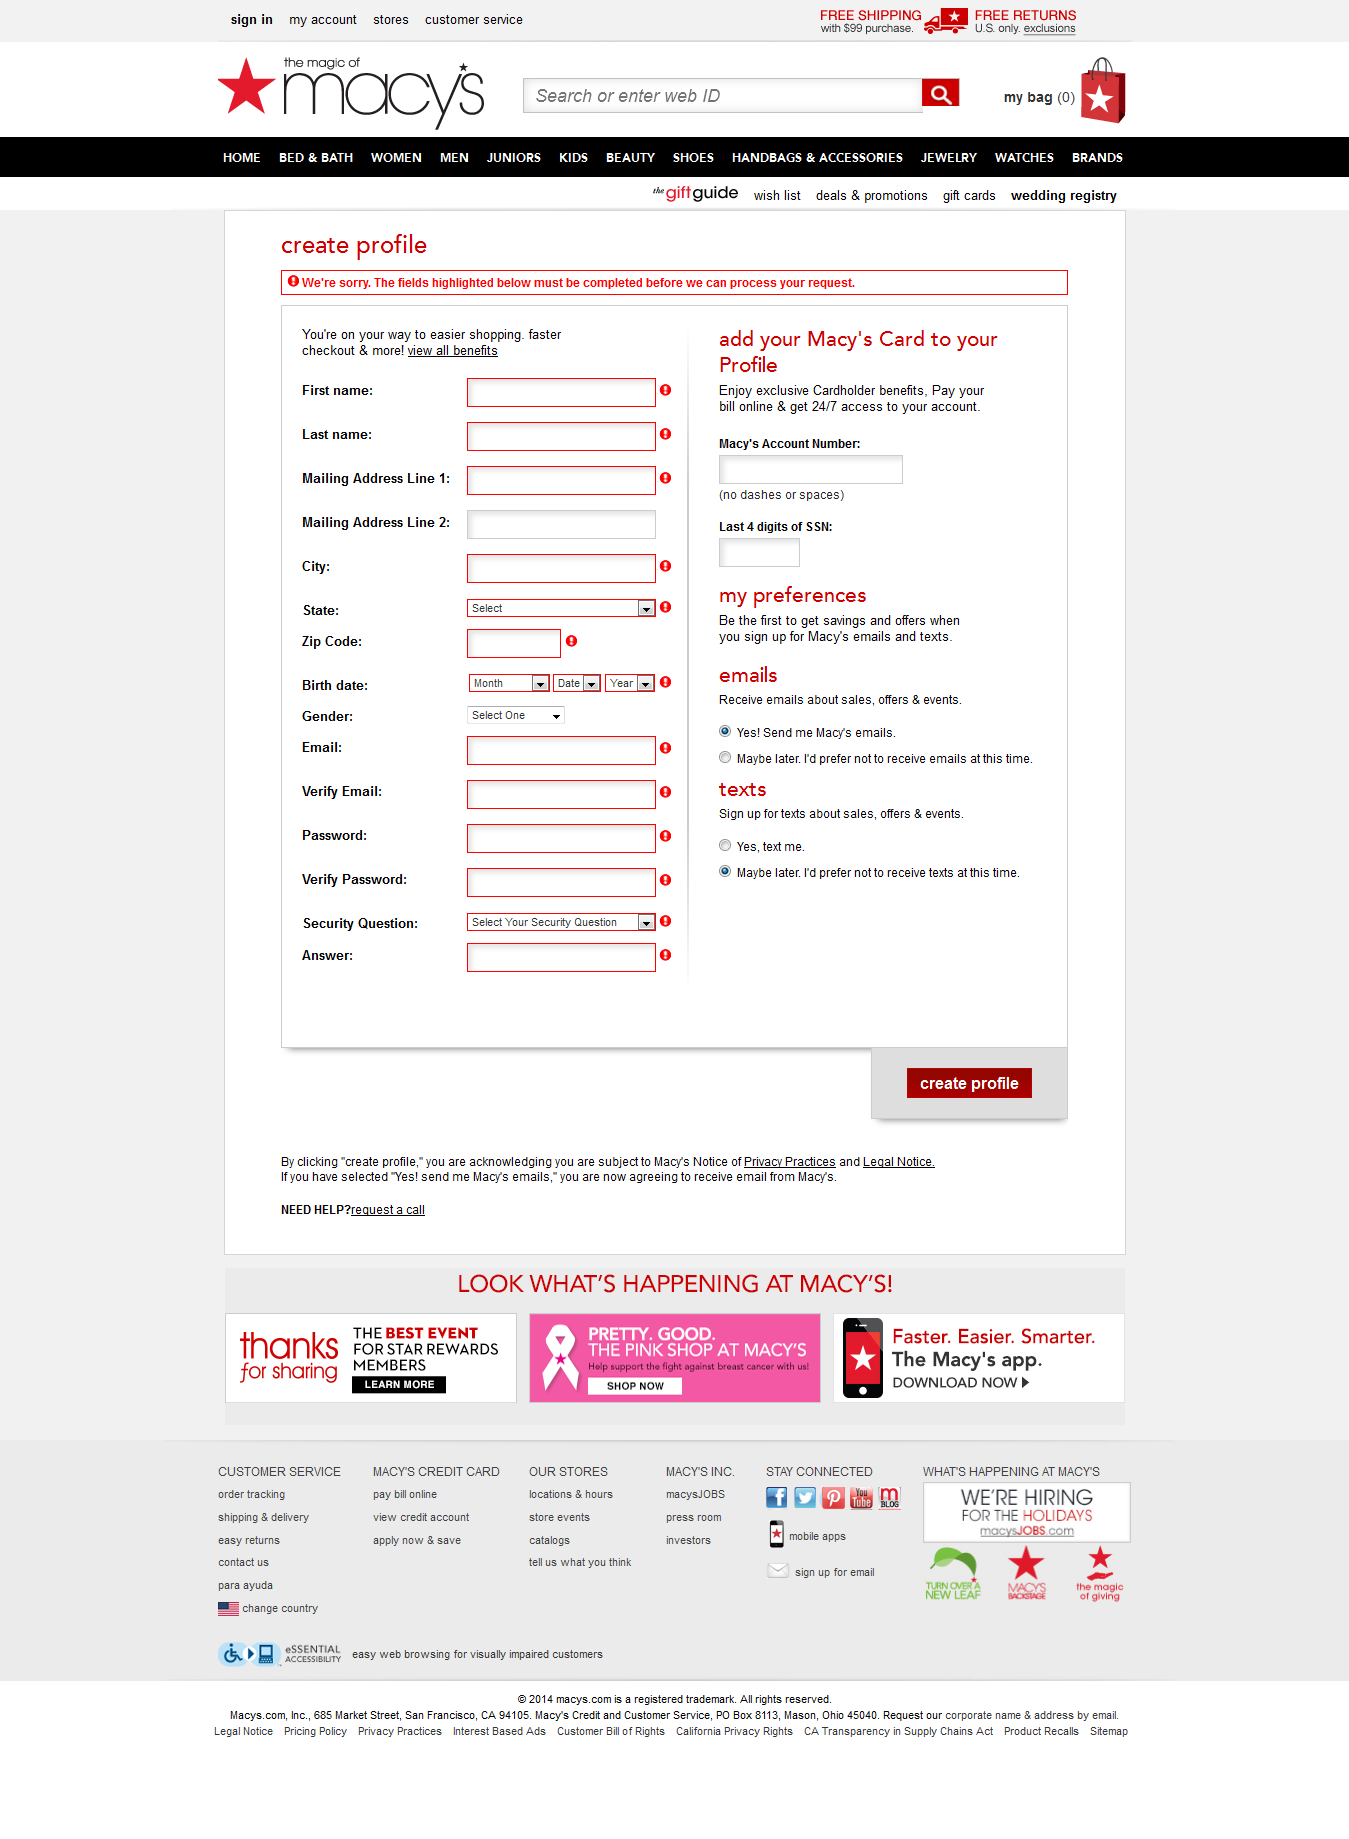 sign in my account stores customer service
FREE SHIPPING with $99 purchase. FREE RETURNS U.S. only. exclusions
the magic of
macy's
Search or enter web ID
my bag (0)
HOME BED & BATH WOMEN MEN JUNIORS KIDS BEAUTY SHOES HANDBAGS & ACCESSORIES JEWELRY WATCHES BRANDS
the gift guide wish list deals & promotions gift cards wedding registry
create profile
We're sorry. The fields highlighted below must be completed before we can process your request.
You're on your way to easier shopping. faster
checkout & more! view all benefits
First name:
Last name:
Mailing Address Line 1:
Mailing Address Line 2:
City:
State: Select
Zip Code:
Birth date: Month Date Year
Gender: Select One
Email:
Verify Email:
Password:
Verify Password:
Security Question: Select Your Security Question
Answer:
add your Macy's Card to your
Profile
Enjoy exclusive Cardholder benefits, Pay your
bill online & get 24/7 access to your account.
Macy's Account Number:
(no dashes or spaces)
Last 4 digits of SSN:
my preferences
Be the first to get savings and offers when
you sign up for Macy's emails and texts.
emails
Receive emails about sales, offers & events.
Yes! Send me Macy's emails.
Maybe later. I'd prefer not to receive emails at this time.
texts
Sign up for texts about sales, offers & events.
Yes, text me.
Maybe later. I'd prefer not to receive texts at this time.
create profile
By clicking "create profile," you are acknowledging you are subject to Macy's Notice of Privacy Practices and Legal Notice.
If you have selected "Yes! send me Macy's emails," you are now agreeing to receive email from Macy's.
NEED HELP?request a call
LOOK WHAT'S HAPPENING AT MACY'S!
thanks
for sharing
THE BEST EVENT
FOR STAR REWARDS
MEMBERS
LEARN MORE
PRETTY. GOOD.
THE PINK SHOP AT MACY'S
Help support the fight against breast cancer with us!
SHOP NOW
Faster. Easier. Smarter.
The Macy's app.
DOWNLOAD NOW
CUSTOMER SERVICE
order tracking
shipping & delivery
easy returns
contact us
para ayuda
change country
MACY'S CREDIT CARD
pay bill online
view credit account
apply now & save
OUR STORES
locations & hours
store events
catalogs
tell us what you think
MACY'S INC.
macysJOBS
press room
investors
STAY CONNECTED
You Tube
m BLOG
mobile apps
sign up for email
WHAT'S HAPPENING AT MACY'S
WE'RE HIRING
FOR THE HOLIDAYS
macysJOBS.com
TURN OVER A
NEW LEAF
MACYS
BACKSTAGE
the magic
of giving
eSSENTIAL
ACCESSIBILITY
easy web browsing for visually impaired customers
© 2014 macys.com is a registered trademark. All rights reserved.
Macys.com, Inc., 685 Market Street, San Francisco, CA 94105. Macy's Credit and Customer Service, PO Box 8113, Mason, Ohio 45040. Request our corporate name & address by email.
Legal Notice Pricing Policy Privacy Practices Interest Based Ads Customer Bill of Rights California Privacy Rights CA Transparency in Supply Chains Act Product Recalls Sitemap